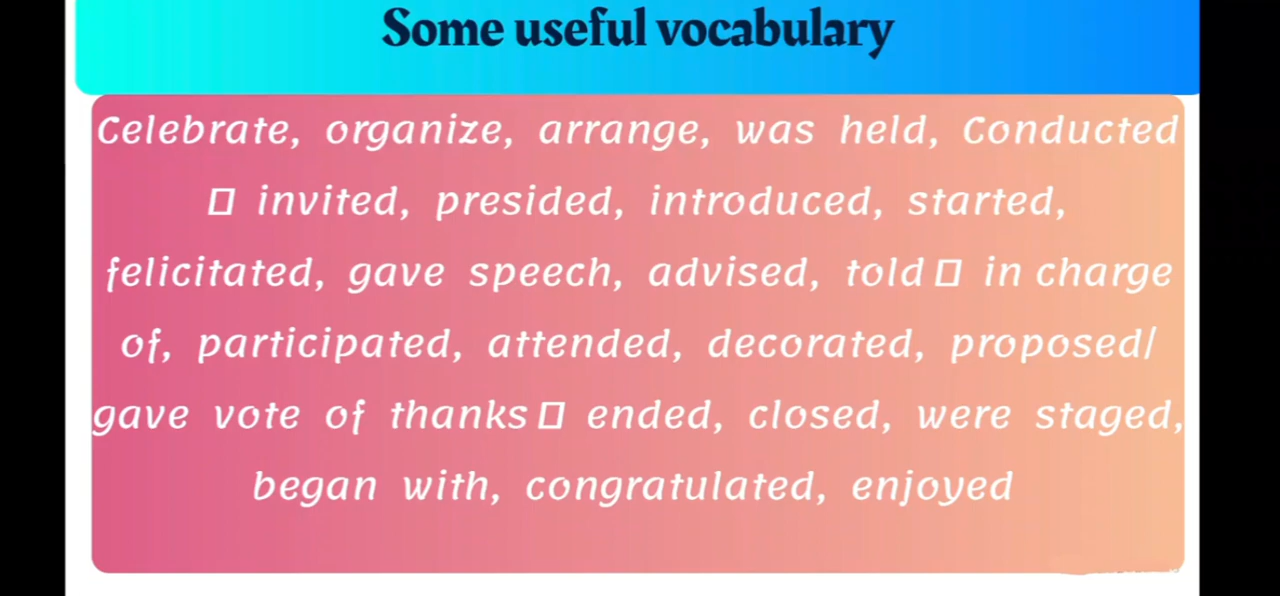 Some useful vocabulary
Celebrate, organize, arrange, was held, Conducted
▯ invited, presided, introduced, started,
felicitated, gave speech, advised, told▯ in charge
of, participated, attended, decorated, proposed/
gave vote of thanks▯ ended, closed, were staged,
began with, congratulated, enjoyed